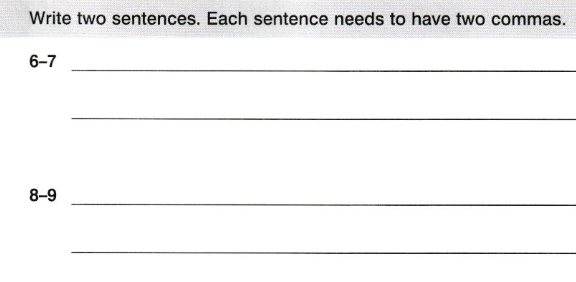 Write two sentences. Each sentence needs to have two commas.
6–7
8–9